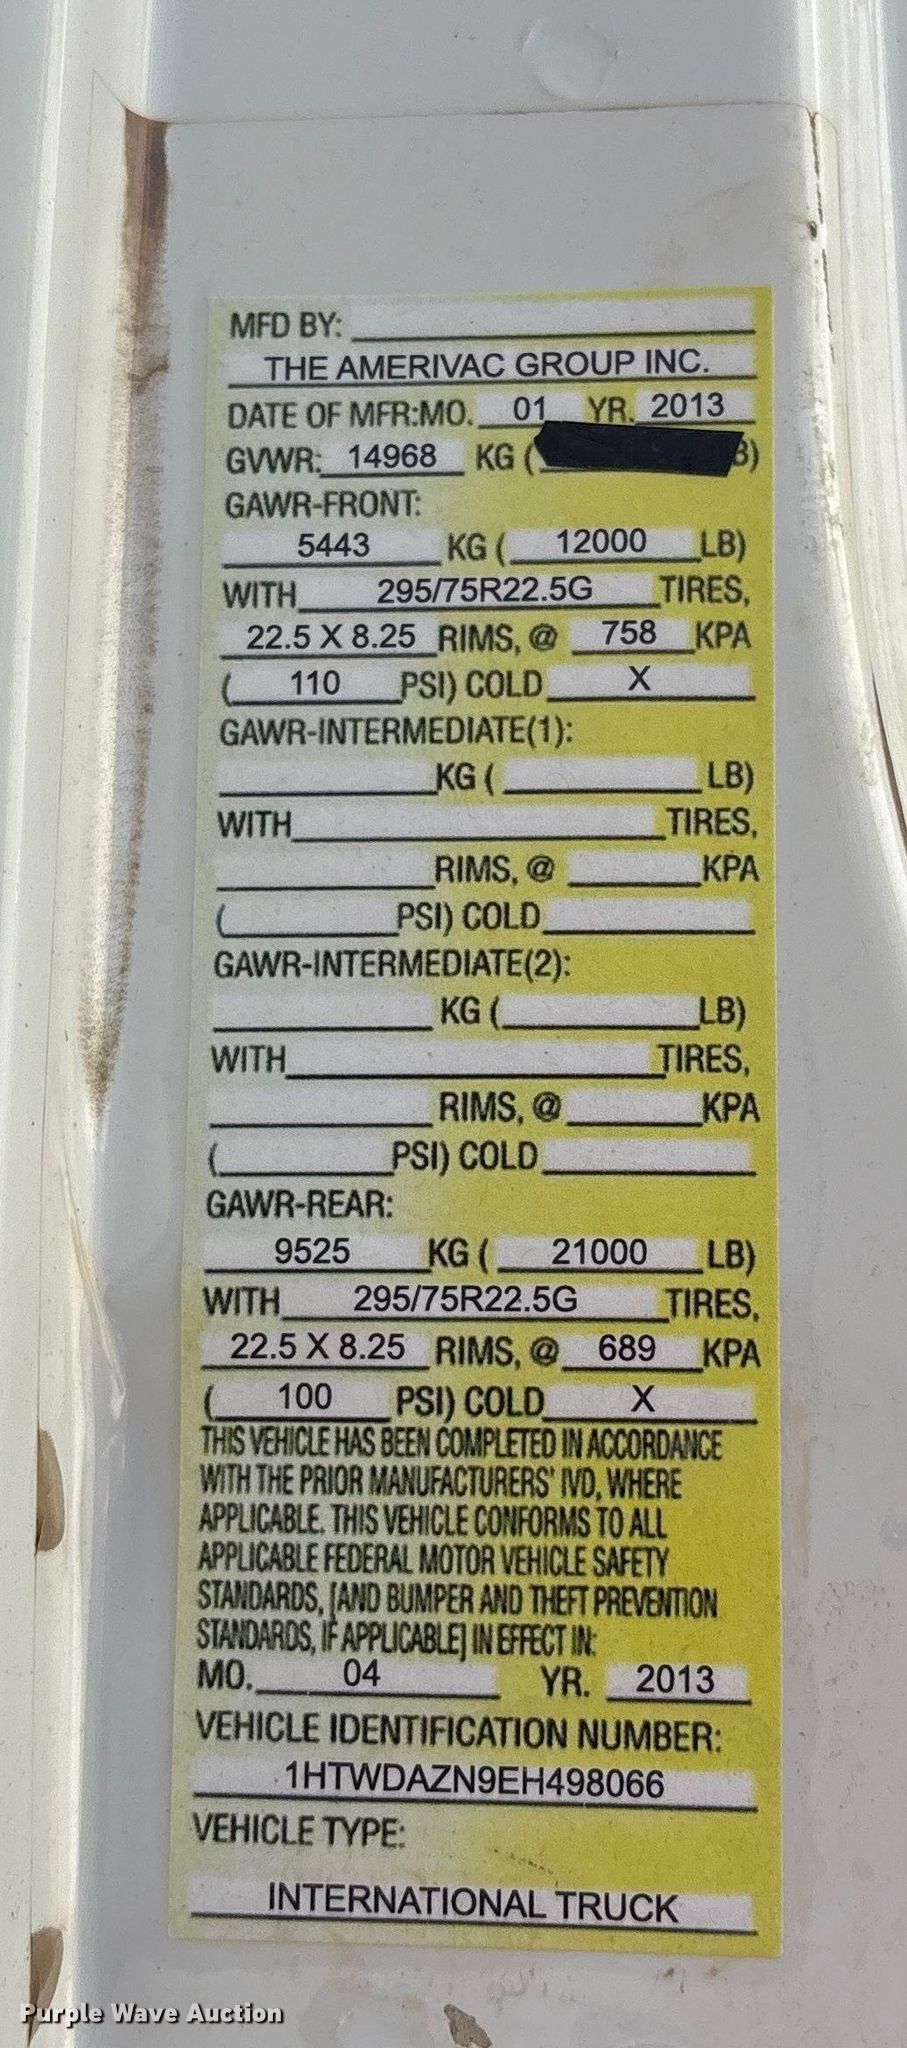 MFD BY:
THE AMERIVAC GROUP INC.
DATE OF MFR:MO. 01 YR. 2013
GVWR: 14968 KG ( B)
GAWR-FRONT:
5443 KG ( 12000 LB)
WITH 295/75R22.5G TIRES,
22.5 X 8.25 RIMS, @ 758 KPA
( 110 PSI) COLD X
GAWR-INTERMEDIATE(1):
KG ( LB)
WITH TIRES,
RIMS, @ KPA
( PSI) COLD
GAWR-INTERMEDIATE(2):
KG ( LB)
WITH TIRES,
RIMS, @ KPA
( PSI) COLD
GAWR-REAR:
9525 KG ( 21000 LB)
WITH 295/75R22.5G TIRES,
22.5 X 8.25 RIMS, @ 689 KPA
( 100 PSI) COLD X
THIS VEHICLE HAS BEEN COMPLETED IN ACCORDANCE
WITH THE PRIOR MANUFACTURERS' IVD, WHERE
APPLICABLE. THIS VEHICLE CONFORMS TO ALL
APPLICABLE FEDERAL MOTOR VEHICLE SAFETY
STANDARDS, [AND BUMPER AND THEFT PREVENTION
STANDARDS, IF APPLICABLE] IN EFFECT IN:
MO. 04 YR. 2013
VEHICLE IDENTIFICATION NUMBER:
1HTWDAZN9EH498066
VEHICLE TYPE:
INTERNATIONAL TRUCK
Purple Wave Auction